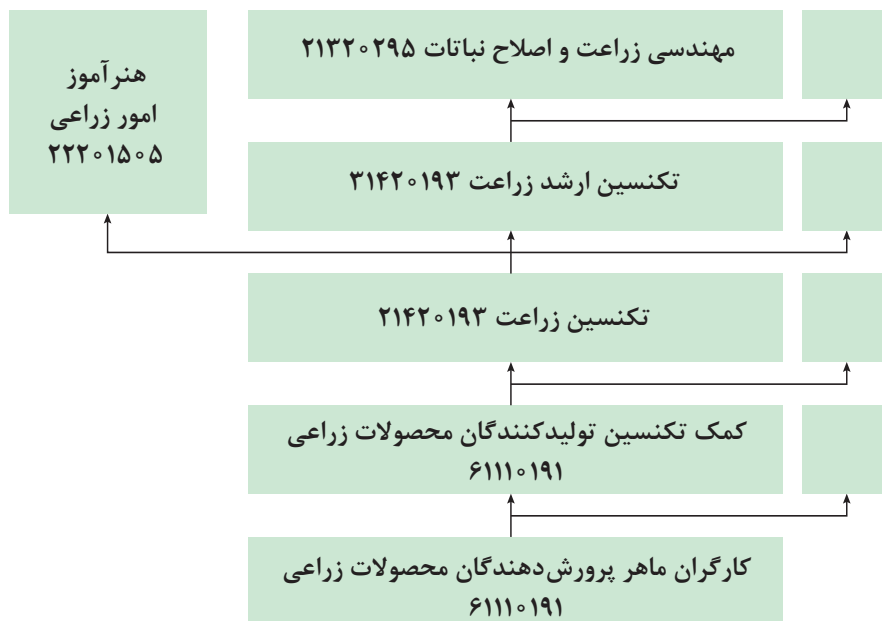 هنرآموز
امور زراعی
۲۲۲۰۱۵۰۵
مهندسی زراعت و اصلاح نباتات ۲۱۳۲۰۲۹۵
تکنسین ارشد زراعت ۳۱۴۲۰۱۹۳
تکنسین زراعت ۲۱۴۲۰۱۹۳
کمک تکنسین تولیدکنندگان محصولات زراعی
۶۱۱۱۰۱۹۱
کارگران ماهر پرورش‌دهندگان محصولات زراعی
۶۱۱۱۰۱۹۱